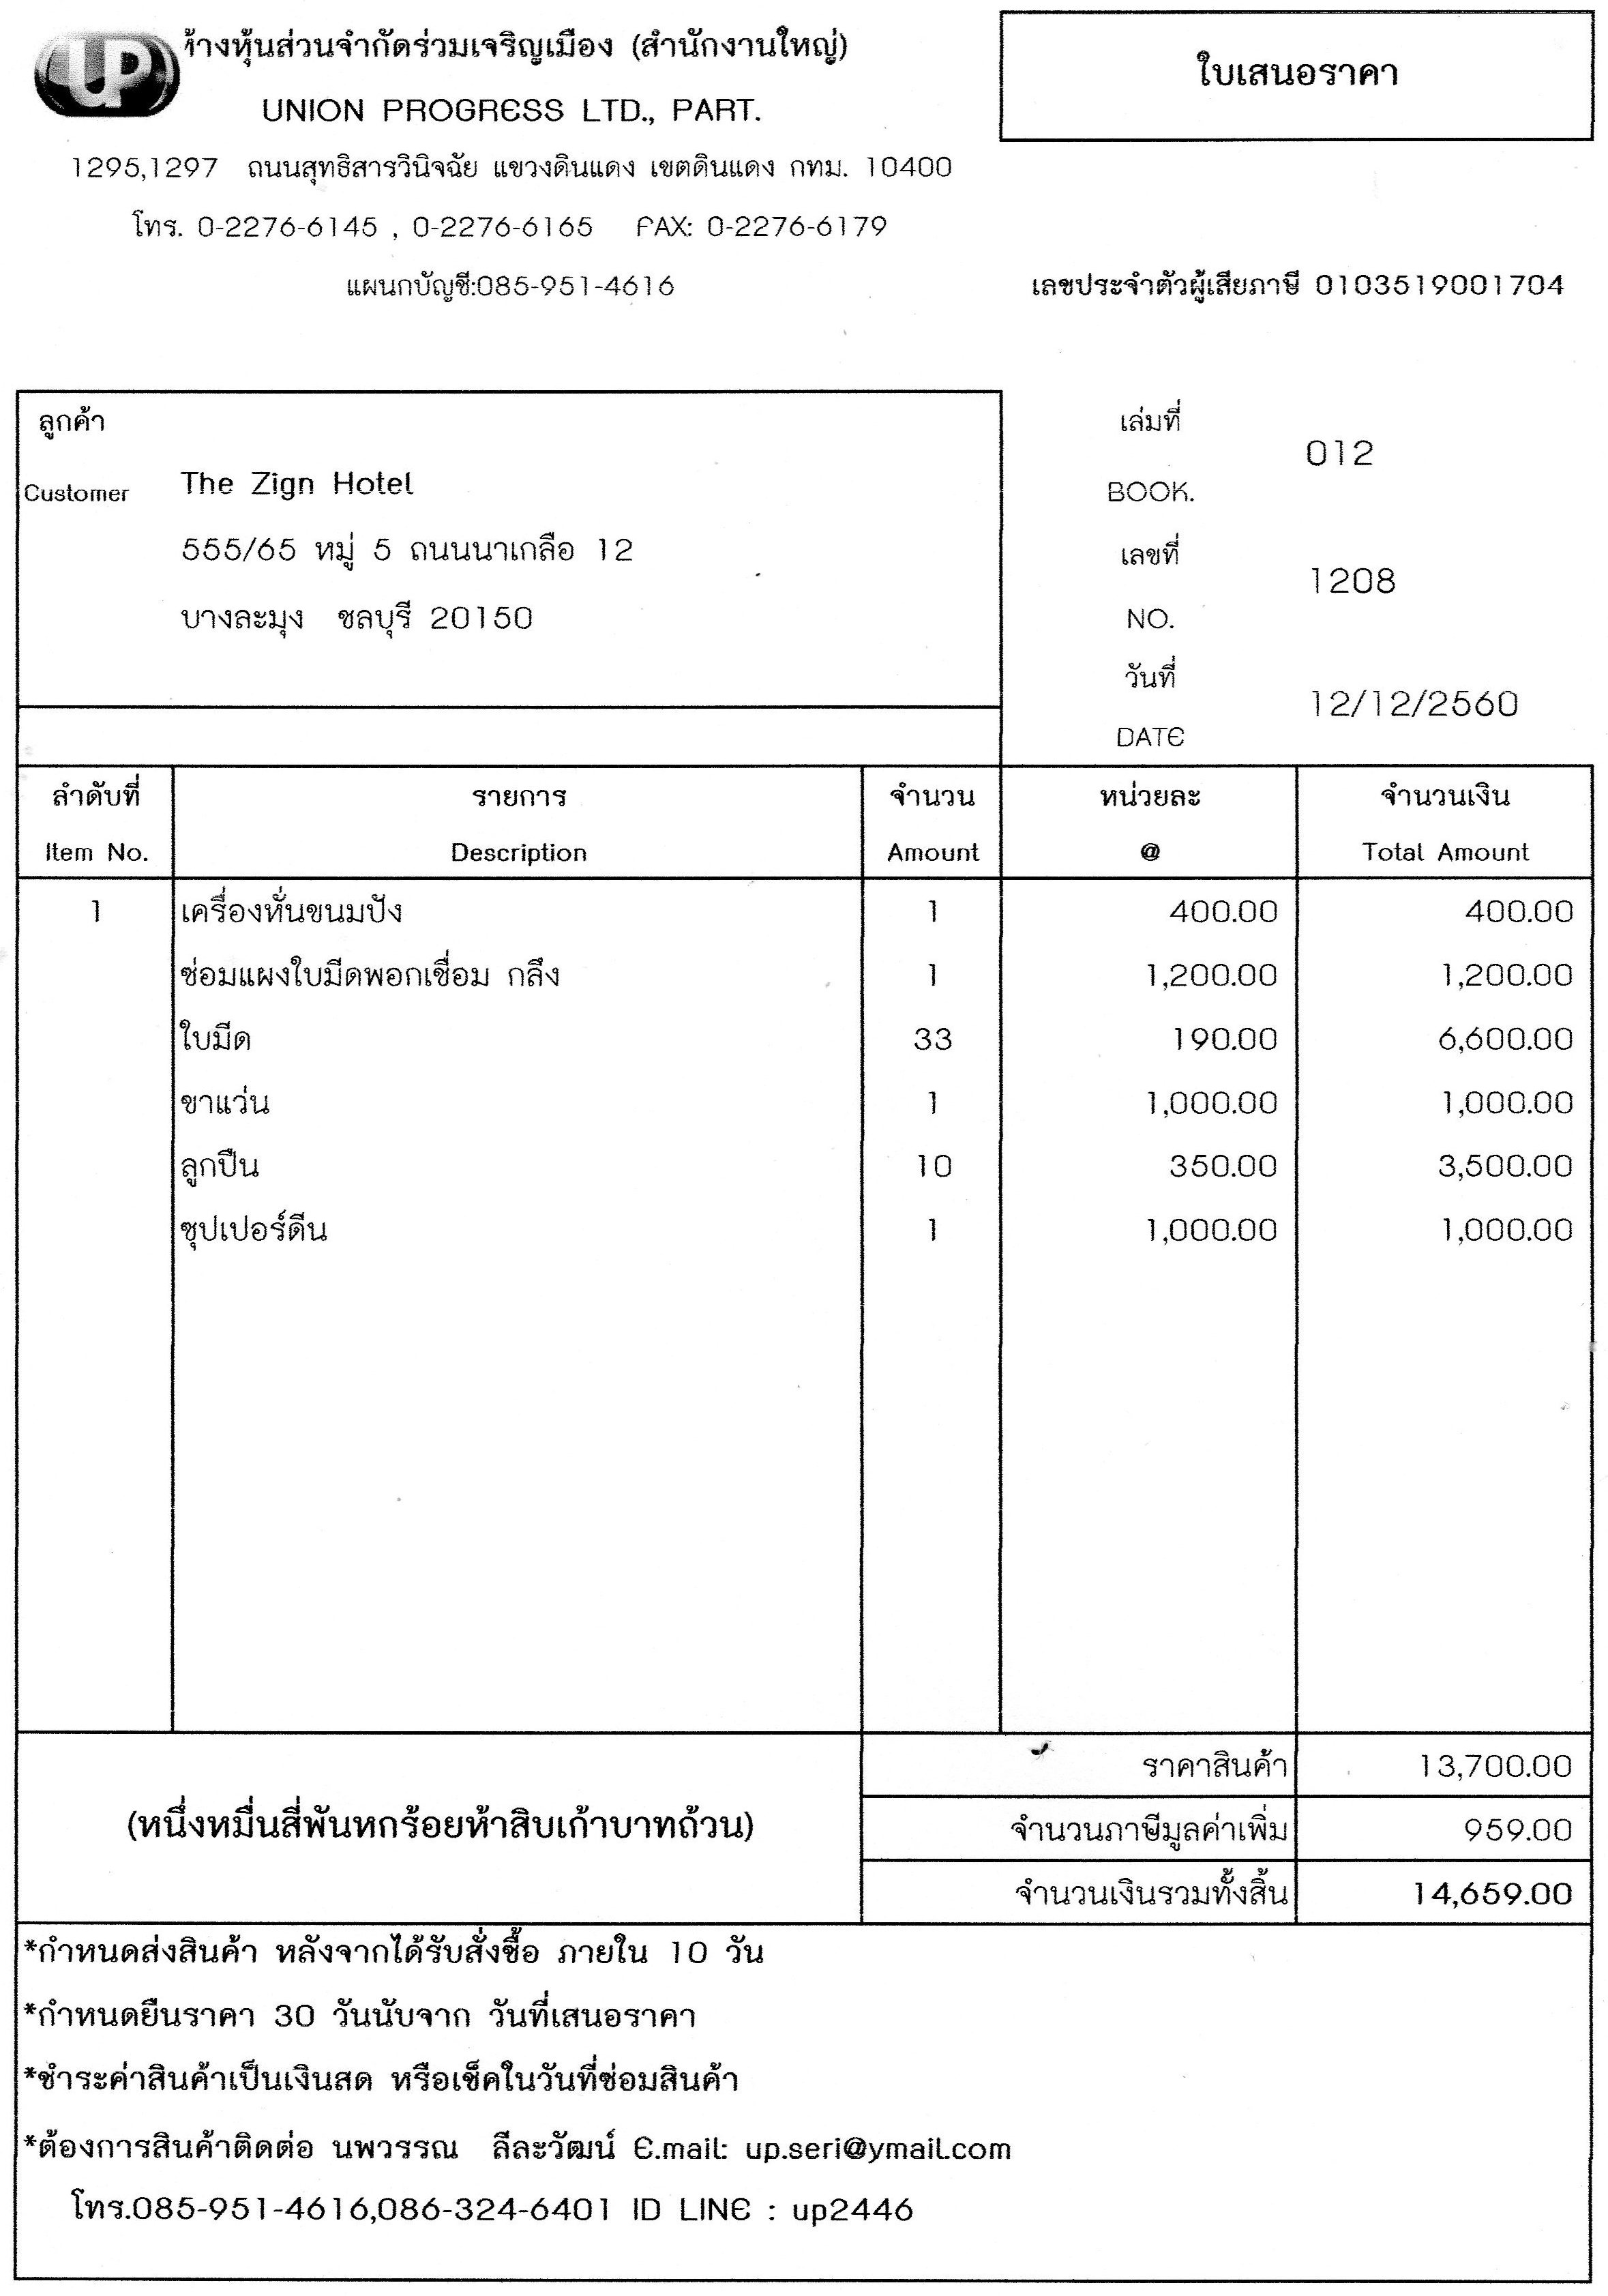 UP
ห้างหุ้นส่วนจำกัดร่วมเจริญเมือง (สำนักงานใหญ่)
ใบเสนอราคา
UNION PROGRESS LTD., PART.
1295,1297 ถนนสุทธิสารวินิจฉัย แขวงดินแดง เขตดินแดง กทม. 10400
โทร. 0-2276-6145 , 0-2276-6165 FAX: 0-2276-6179
แผนกบัญชี:085-951-4616
เลขประจำตัวผู้เสียภาษี 0103519001704
ลูกค้า
Customer The Zign Hotel
555/65 หมู่ 5 ถนนนาเกลือ 12
บางละมุง ชลบุรี 20150
เล่มที่
BOOK. 012
เลขที่
NO. 1208
วันที่
DATE 12/12/2560
ลำดับที่ รายการ จำนวน หน่วยละ จำนวนเงิน
Item No. Description Amount @ Total Amount
1 เครื่องหั่นขนมปัง 1 400.00 400.00
ซ่อมแผงใบมีดพอกเชื่อม กลึง 1 1,200.00 1,200.00
ใบมีด 33 190.00 6,600.00
ขาแว่น 1 1,000.00 1,000.00
ลูกปืน 10 350.00 3,500.00
ซุปเปอร์ดีน 1 1,000.00 1,000.00
ราคาสินค้า 13,700.00
(หนึ่งหมื่นสี่พันหกร้อยห้าสิบเก้าบาทถ้วน) จำนวนภาษีมูลค่าเพิ่ม 959.00
จำนวนเงินรวมทั้งสิ้น 14,659.00
*กำหนดส่งสินค้า หลังจากได้รับสั่งซื้อ ภายใน 10 วัน
*กำหนดยืนราคา 30 วันนับจาก วันที่เสนอราคา
*ชำระค่าสินค้าเป็นเงินสด หรือเช็คในวันที่ซ่อมสินค้า
*ต้องการสินค้าติดต่อ นพวรรณ ลีละวัฒน์ E.mail: up.seri@ymail.com
โทร.085-951-4616,086-324-6401 ID LINE : up2446